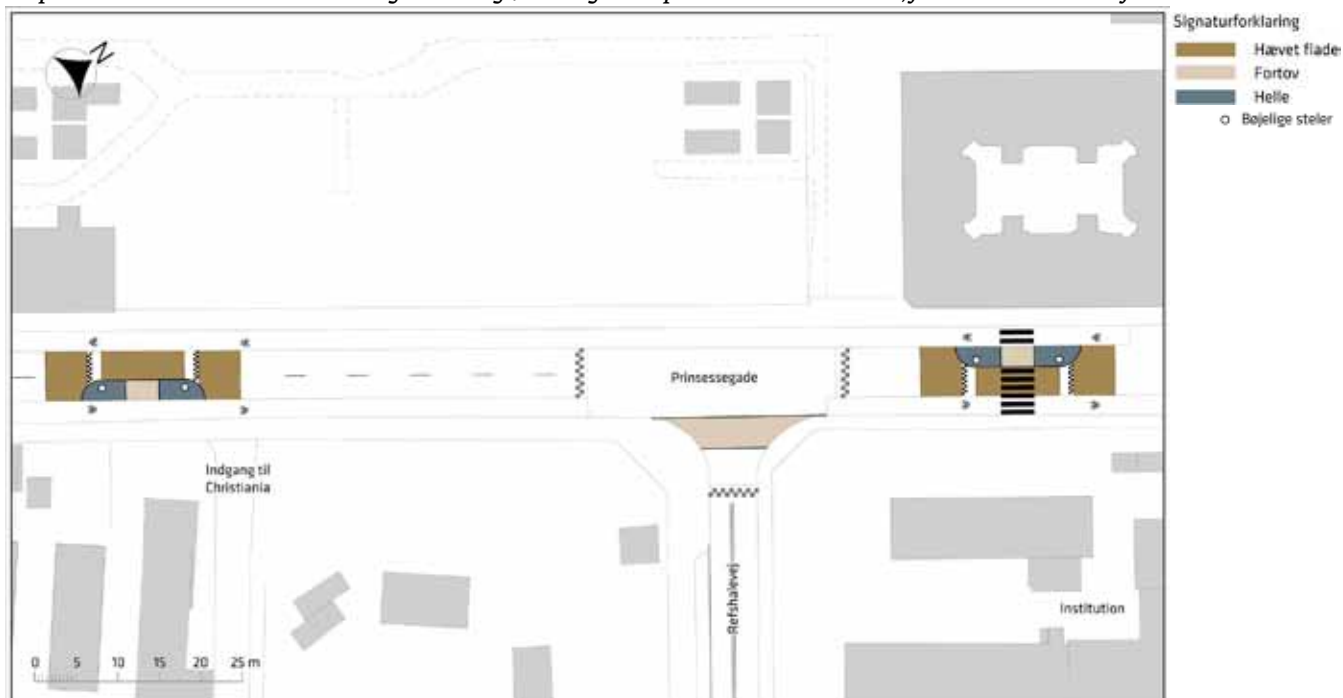 Signaturforklaring
Hævet flade
Fortov
Helle
Bøjelige steler
N
Prinsessegade
Indgang til
Christiania
Refshalevej
Institution
0 5 10 15 20 25 m